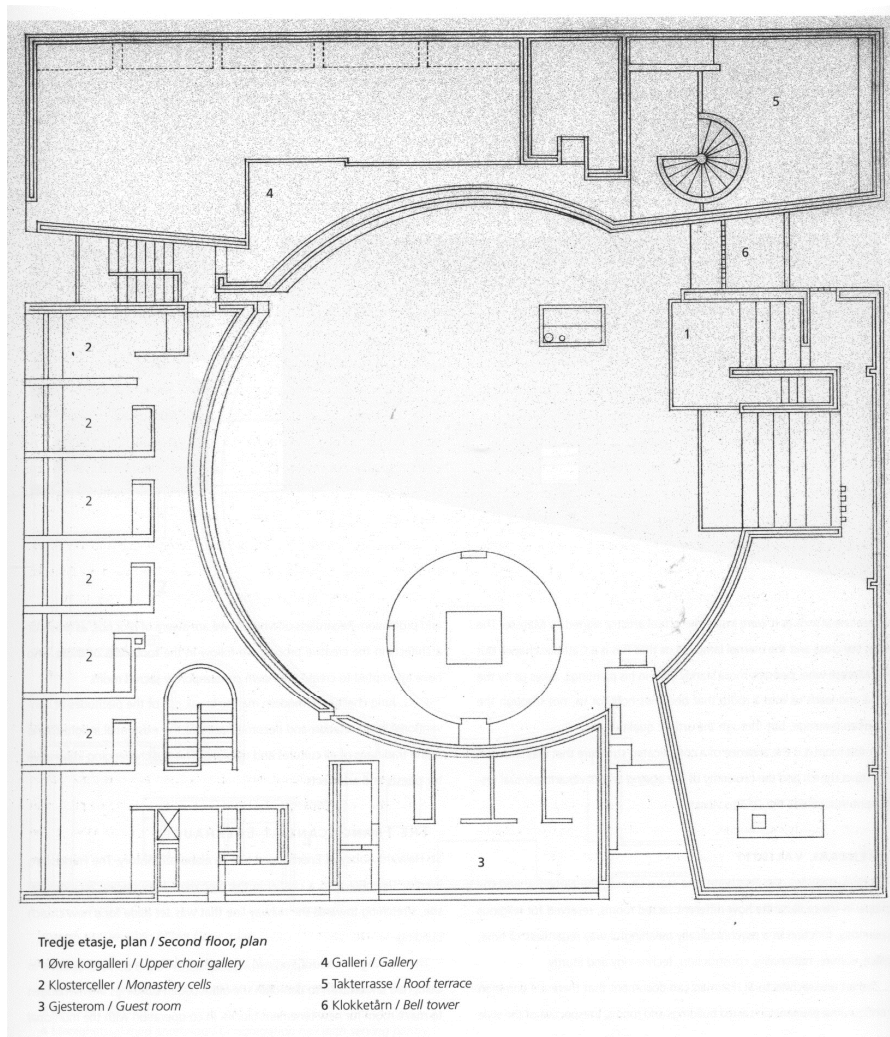 4
5
6
1
2
2
2
2
2
2
3
Tredje etasje, plan / Second floor, plan
1 Øvre korgalleri / Upper choir gallery
2 Klosterceller / Monastery cells
3 Gjesterom / Guest room
4 Galleri / Gallery
5 Takterrasse / Roof terrace
6 Klokketårn / Bell tower